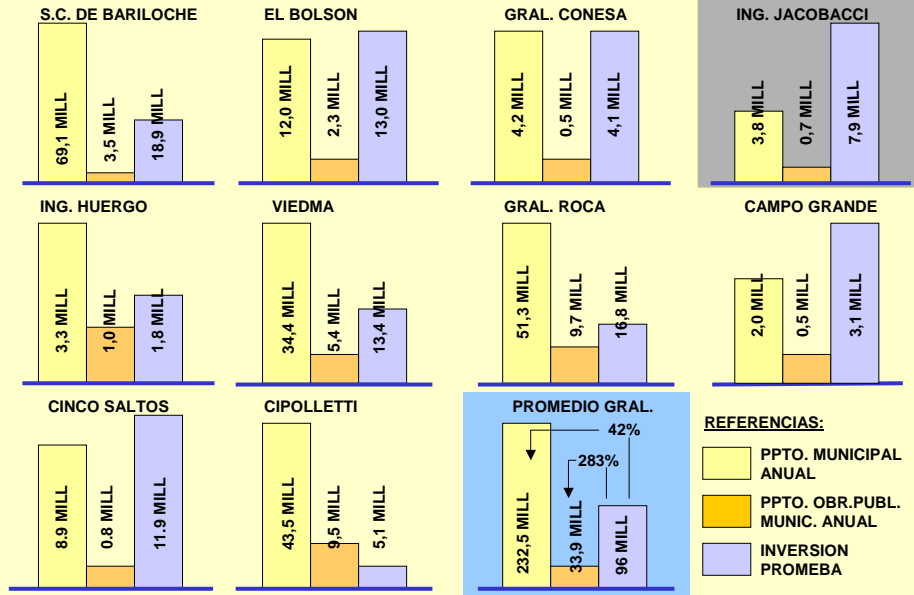 S.C. DE BARILOCHE
69,1 MILL
3,5 MILL
18,9 MILL
EL BOLSON
12,0 MILL
2,3 MILL
13,0 MILL
GRAL. CONESA
4,2 MILL
0,5 MILL
4,1 MILL
ING. JACOBACCI
3,8 MILL
0,7 MILL
7,9 MILL
ING. HUERGO
3,3 MILL
1,0 MILL
1,8 MILL
VIEDMA
34,4 MILL
5,4 MILL
13,4 MILL
GRAL. ROCA
51,3 MILL
9,7 MILL
16,8 MILL
CAMPO GRANDE
2,0 MILL
0,5 MILL
3,1 MILL
CINCO SALTOS
8.9 MILL
0.8 MILL
11.9 MILL
CIPOLLETTI
43,5 MILL
9,5 MILL
5,1 MILL
PROMEDIO GRAL.
42%
283%
232,5 MILL
33,9 MILL
96 MILL
REFERENCIAS:
PPTO. MUNICIPAL
ANUAL
PPTO. OBR.PUBL.
MUNIC. ANUAL
INVERSION
PROMEBA